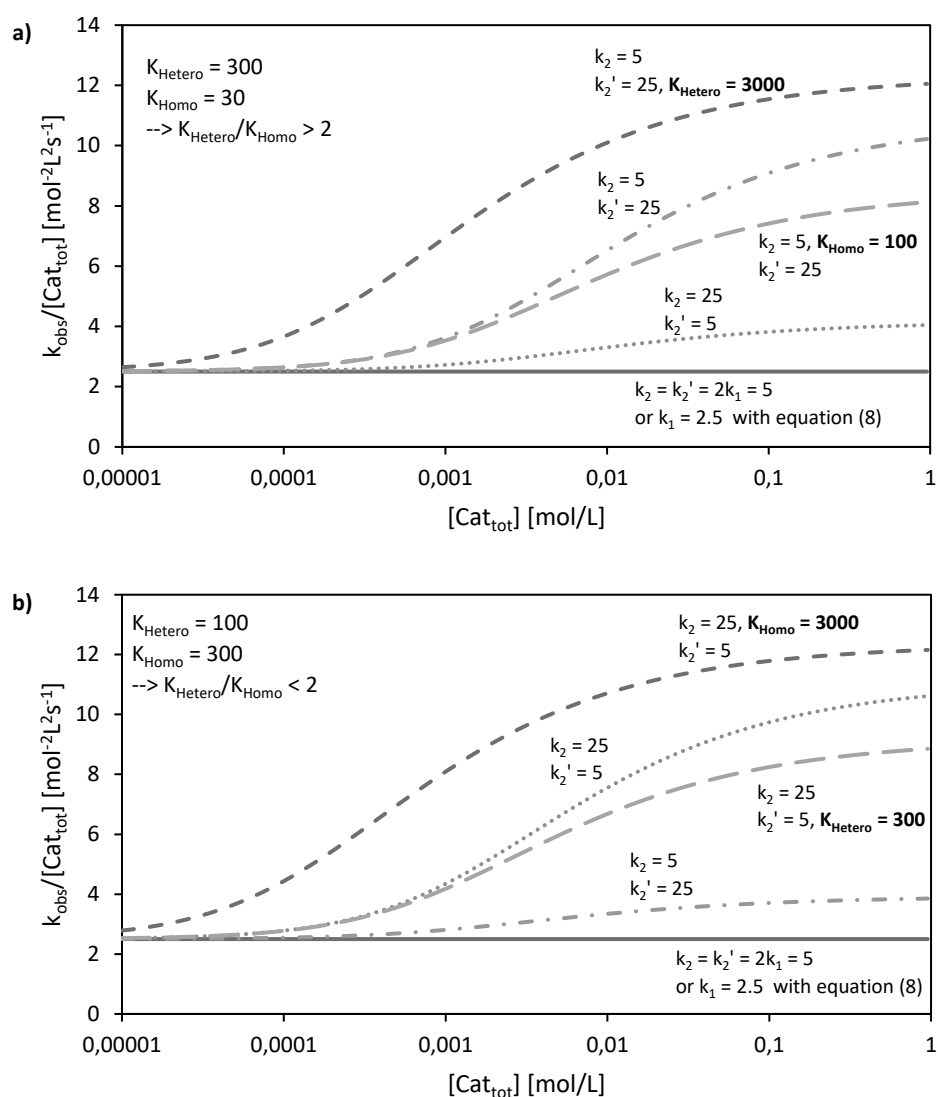 a)
14
12
10
8
6
4
2
0
k_obs/[Cat_tot] [mol⁻²L²s⁻¹]
K_Hetero = 300
K_Homo = 30
--> K_Hetero/K_Homo > 2
k₂ = 5
k₂' = 25, K_Hetero = 3000
k₂ = 5
k₂' = 25
k₂ = 5, K_Homo = 100
k₂' = 25
k₂ = 25
k₂' = 5
k₂ = k₂' = 2k₁ = 5
or k₁ = 2.5 with equation (8)
0,00001 0,0001 0,001 0,01 0,1 1
[Cat_tot] [mol/L]
b)
14
12
10
8
6
4
2
0
k_obs/[Cat_tot] [mol⁻²L²s⁻¹]
K_Hetero = 100
K_Homo = 300
--> K_Hetero/K_Homo < 2
k₂ = 25, K_Homo = 3000
k₂' = 5
k₂ = 25
k₂' = 5
k₂ = 25
k₂' = 5, K_Hetero = 300
k₂ = 5
k₂' = 25
k₂ = k₂' = 2k₁ = 5
or k₁ = 2.5 with equation (8)
0,00001 0,0001 0,001 0,01 0,1 1
[Cat_tot] [mol/L]